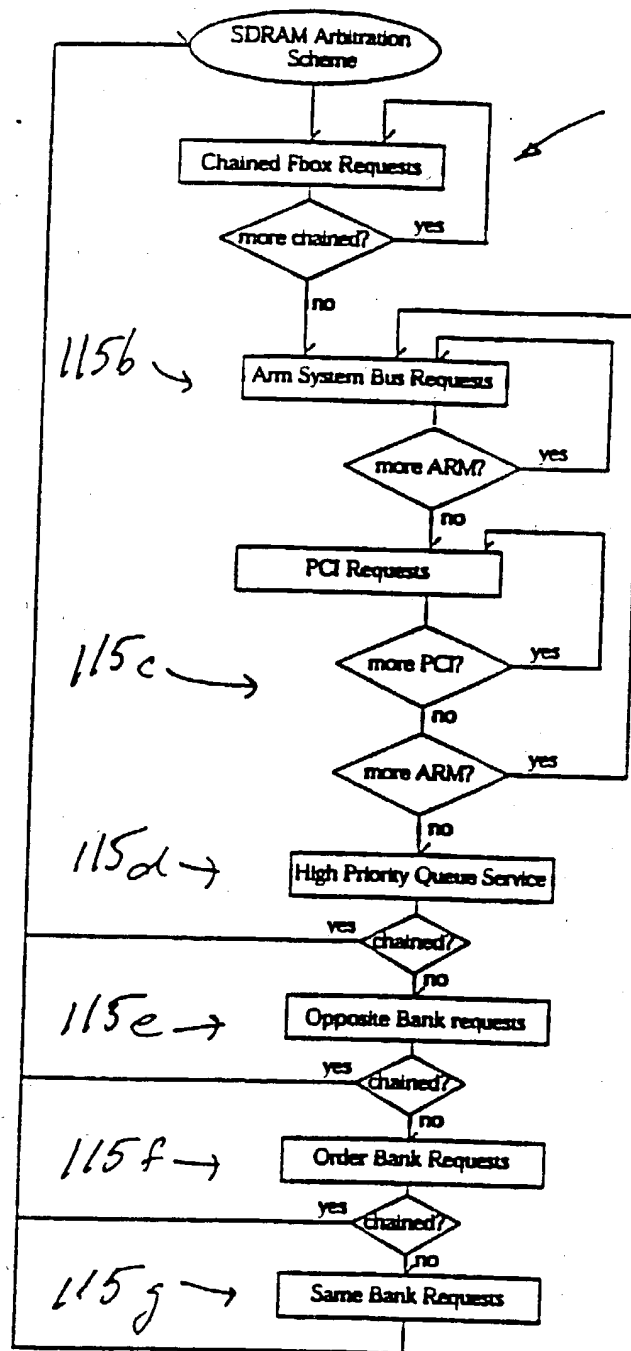 SDRAM Arbitration
Scheme
Chained Fbox Requests
more chained?
yes
no
115b
Arm System Bus Requests
more ARM?
yes
no
PCI Requests
115c
more PCI?
yes
no
more ARM?
yes
no
115d
High Priority Queue Service
yes
chained?
no
115e
Opposite Bank requests
yes
chained?
no
115f
Order Bank Requests
yes
chained?
no
115g
Same Bank Requests